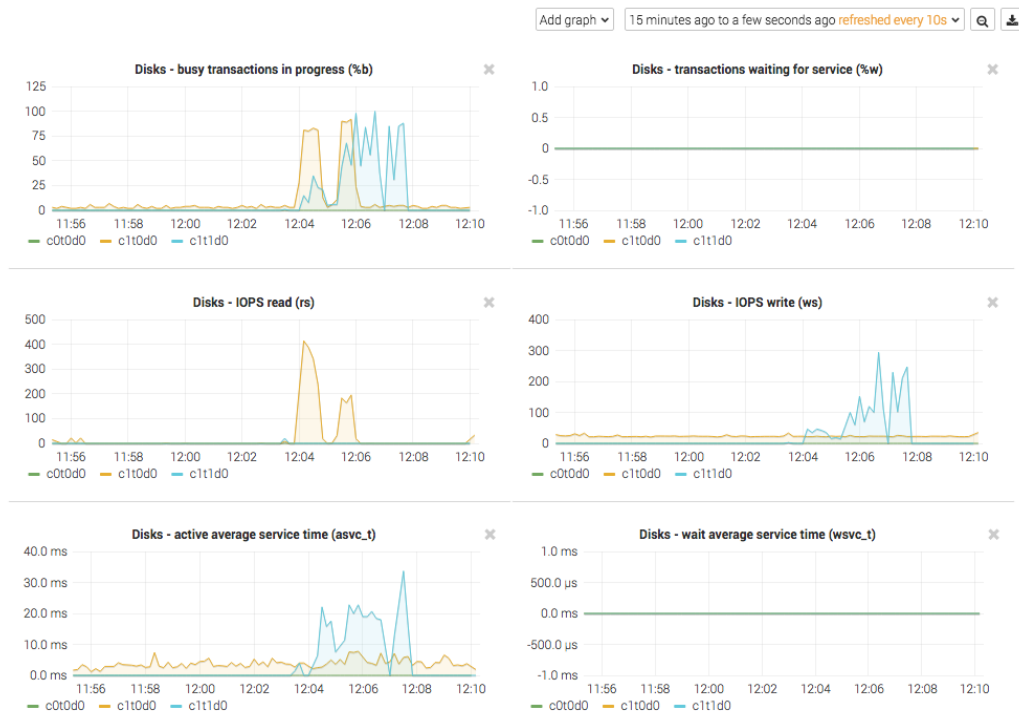 Add graph
15 minutes ago to a few seconds ago refreshed every 10s
Disks - busy transactions in progress (%b)
125
100
75
50
25
0
11:56 11:58 12:00 12:02 12:04 12:06 12:08 12:10
c0t0d0 c1t0d0 c1t1d0
Disks - transactions waiting for service (%w)
1.0
0.5
0
-0.5
-1.0
11:56 11:58 12:00 12:02 12:04 12:06 12:08 12:10
c0t0d0 c1t0d0 c1t1d0
Disks - IOPS read (rs)
500
400
300
200
100
0
11:56 11:58 12:00 12:02 12:04 12:06 12:08 12:10
c0t0d0 c1t0d0 c1t1d0
Disks - IOPS write (ws)
400
300
200
100
0
11:56 11:58 12:00 12:02 12:04 12:06 12:08 12:10
c0t0d0 c1t0d0 c1t1d0
Disks - active average service time (asvc_t)
40.0 ms
30.0 ms
20.0 ms
10.0 ms
0.0 ms
11:56 11:58 12:00 12:02 12:04 12:06 12:08 12:10
c0t0d0 c1t0d0 c1t1d0
Disks - wait average service time (wsvc_t)
1.0 ms
500.0 µs
0.0 ms
-500.0 µs
-1.0 ms
11:56 11:58 12:00 12:02 12:04 12:06 12:08 12:10
c0t0d0 c1t0d0 c1t1d0